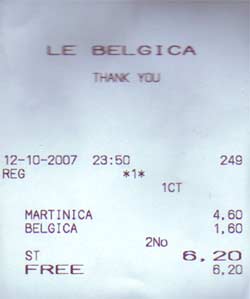 LE BELGICA
THANK YOU
12-10-2007 23:50 249
REG *1*
1CT
MARTINICA 4,60
BELGICA 1,60
2No
ST 6,20
FREE 6,20